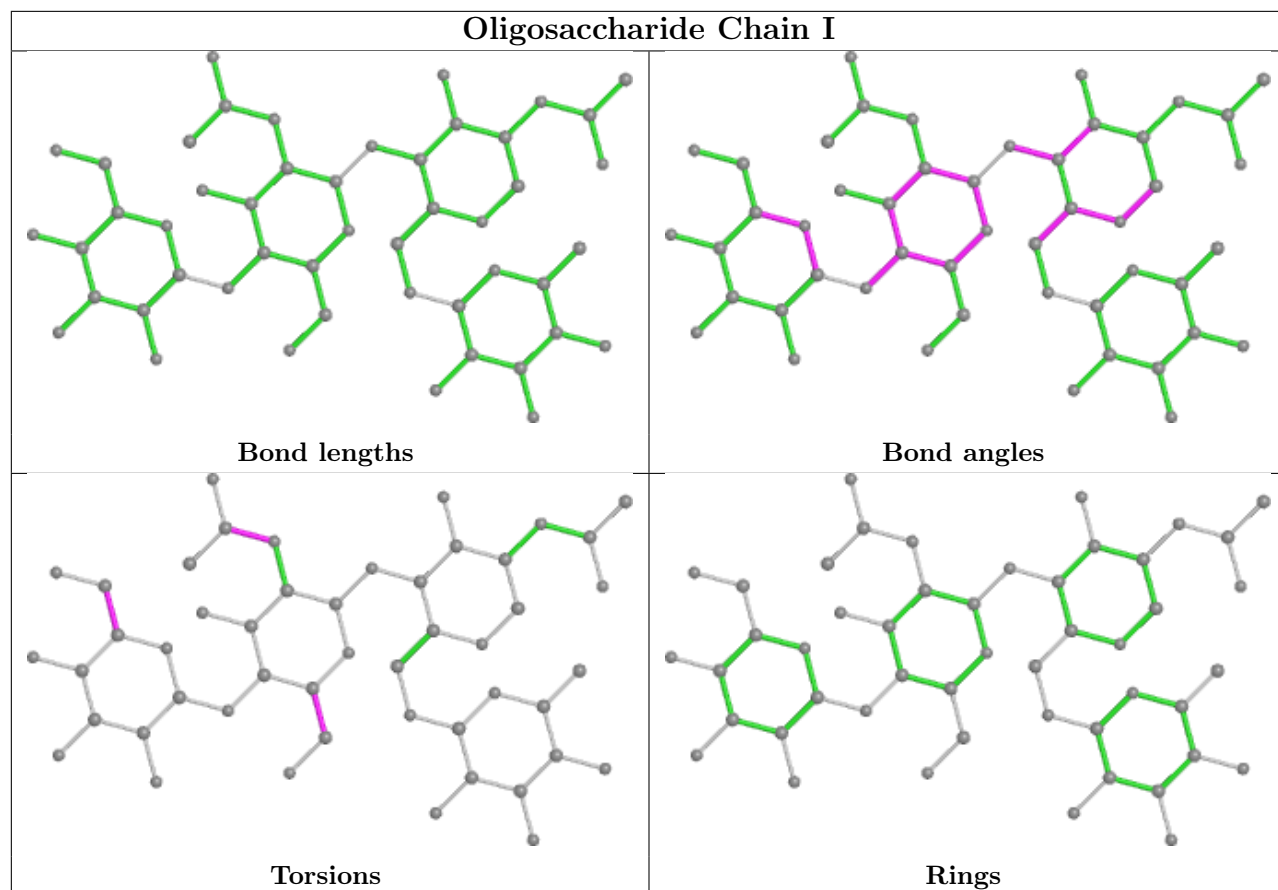 Oligosaccharide Chain I
Bond lengths
Bond angles
Torsions
Rings